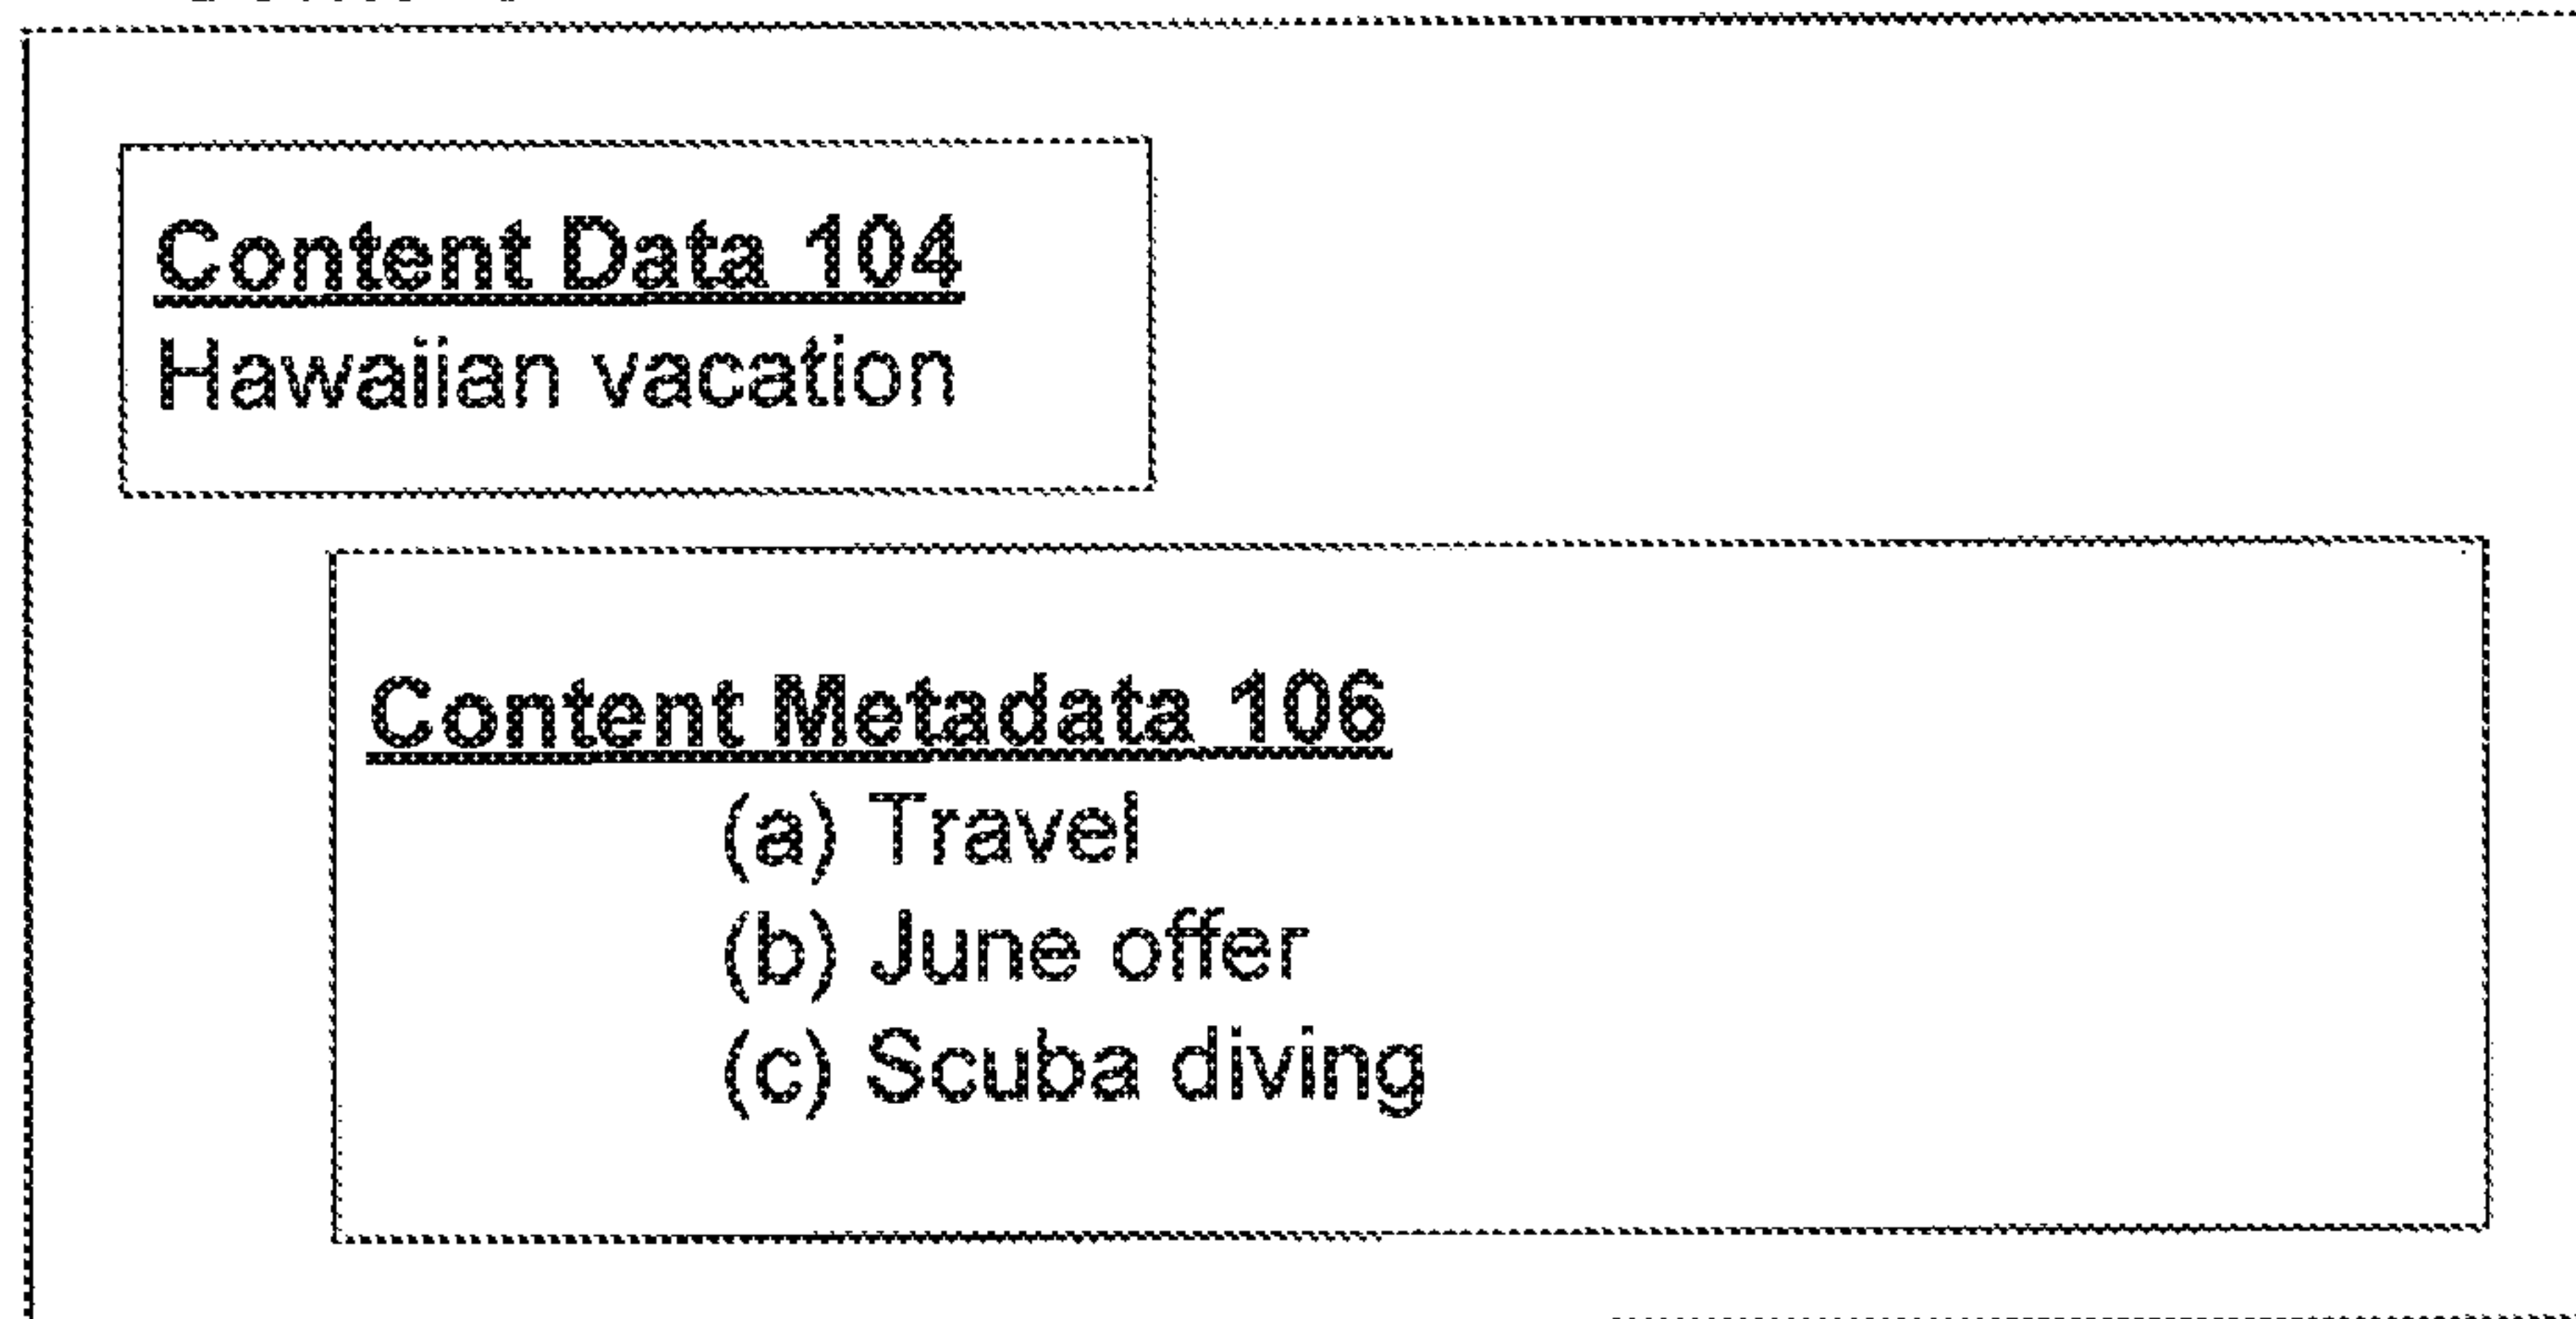 Content Data 104
Hawaiian vacation
Content Metadata 106
(a) Travel
(b) June offer
(c) Scuba diving